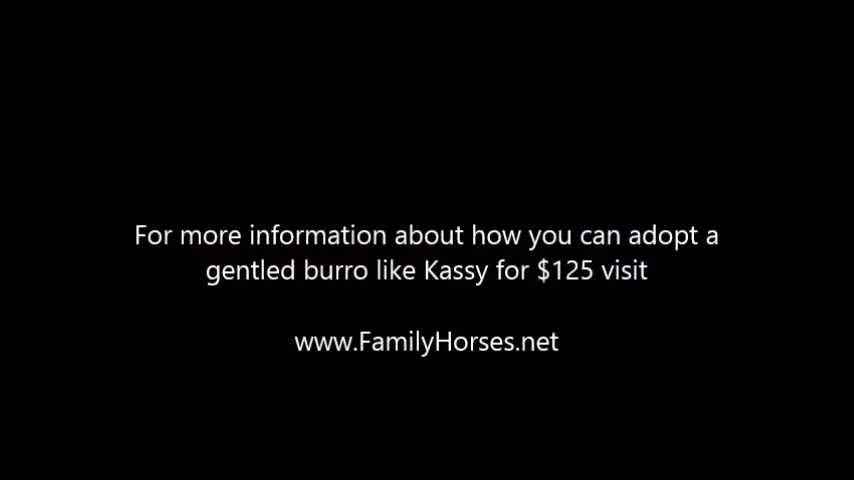 For more information about how you can adopt a
gentled burro like Kassy for $125 visit
www.FamilyHorses.net